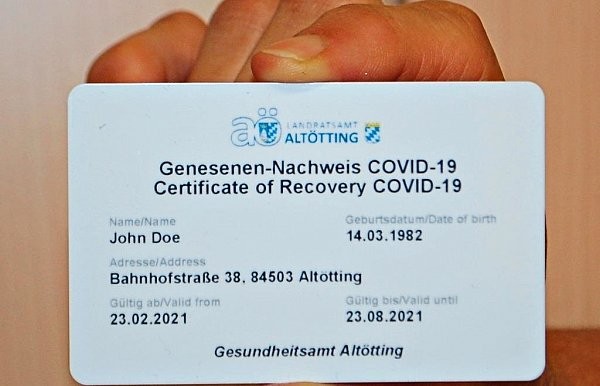 aö LANDRATSAMT
ALTÖTTING
Genesenen-Nachweis COVID-19
Certificate of Recovery COVID-19
Name/Name Geburtsdatum/Date of birth
John Doe 14.03.1982
Adresse/Address
Bahnhofstraße 38, 84503 Altötting
Gültig ab/Valid from Gültig bis/Valid until
23.02.2021 23.08.2021
Gesundheitsamt Altötting